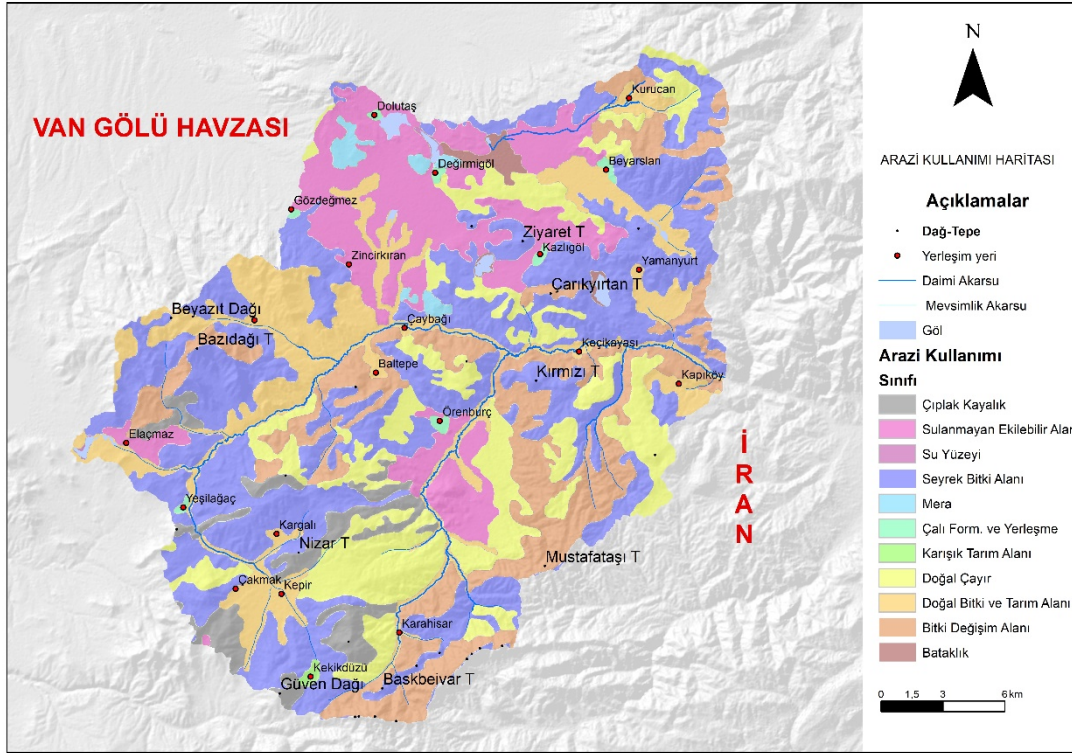 Dolutaş
Kurucan
VAN GÖLÜ HAVZASI
Değirmigöl
Beyarslan
Gözdeğmez
Ziyaret T
Kazlıgöl
Zincirkıran
Yamanyurt
Çarıkyırtan T
Beyazıt Dağı
Çaybağı
Bazıdağı T
Keçikayası
Baltepe
Kırmızı T
Kapıköy
Örenburç
Elaçmaz
İRAN
Yeşilağaç
Kargalı
Nizar T
Mustafataşı T
Çakmak
Kepir
Karahisar
Kekikdüzü
Güven Dağı
Baskbeivar T
N
ARAZİ KULLANIMI HARİTASI
Açıklamalar
Dağ-Tepe
Yerleşim yeri
Daimi Akarsu
Mevsimlik Akarsu
Göl
Arazi Kullanımı
Sınıfı
Çıplak Kayalık
Sulanmayan Ekilebilir Alar
Su Yüzeyi
Seyrek Bitki Alanı
Mera
Çalı Form. ve Yerleşme
Karışık Tarım Alanı
Doğal Çayır
Doğal Bitki ve Tarım Alanı
Bitki Değişim Alanı
Bataklık
0 1,5 3 6 km